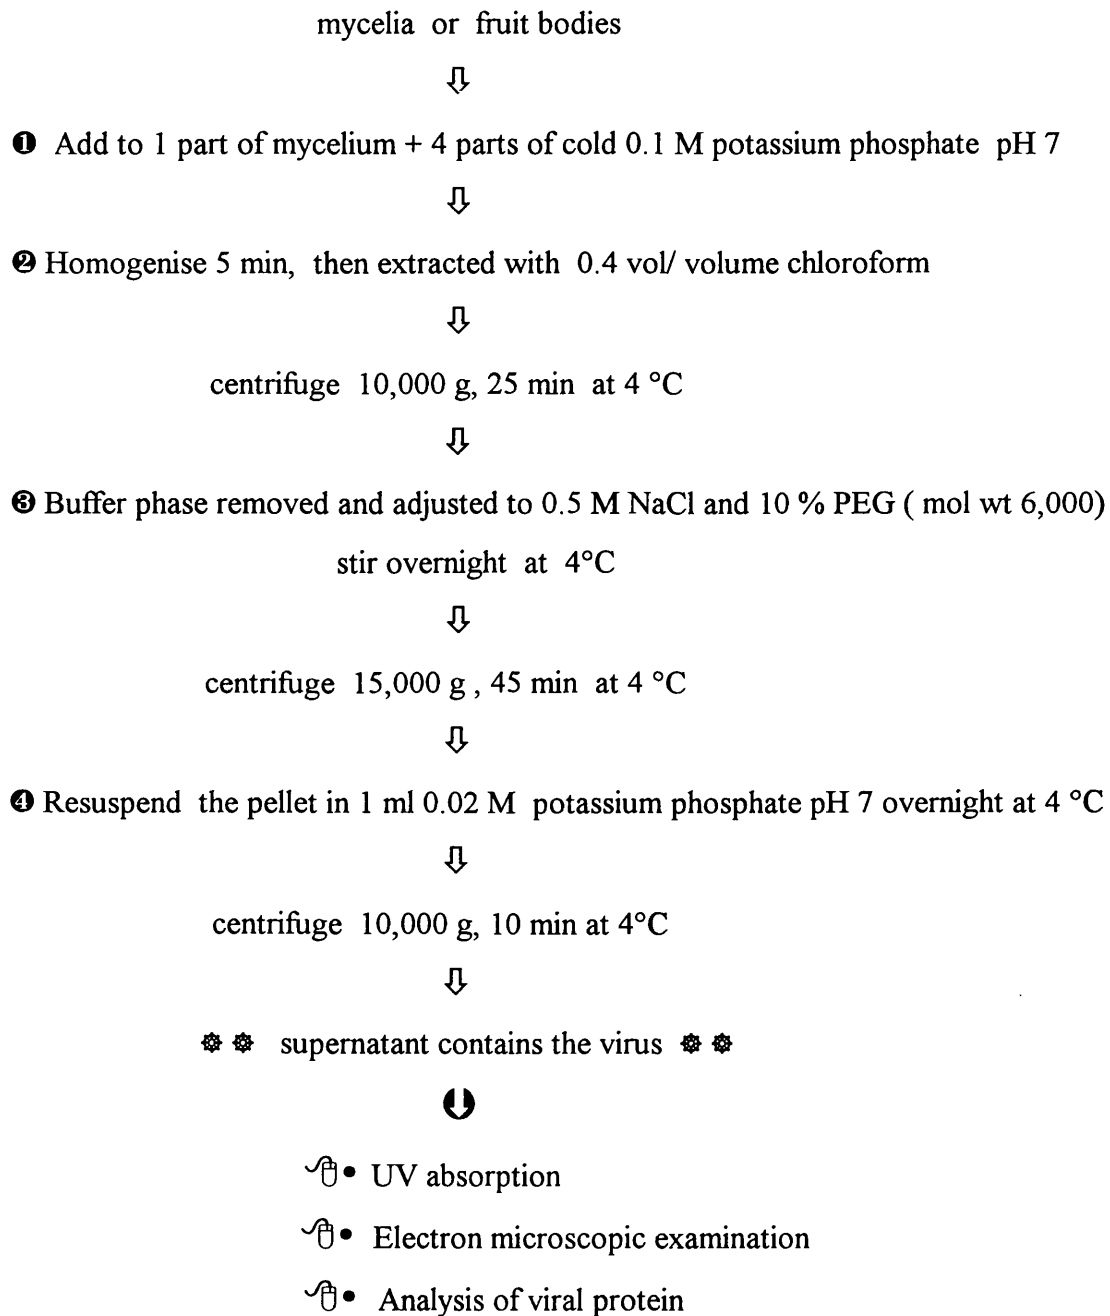 mycelia or fruit bodies
⇩
❶ Add to 1 part of mycelium + 4 parts of cold 0.1 M potassium phosphate pH 7
⇩
❷ Homogenise 5 min, then extracted with 0.4 vol/ volume chloroform
⇩
centrifuge 10,000 g, 25 min at 4 °C
⇩
❸ Buffer phase removed and adjusted to 0.5 M NaCl and 10 % PEG ( mol wt 6,000)
stir overnight at 4°C
⇩
centrifuge 15,000 g , 45 min at 4 °C
⇩
❹ Resuspend the pellet in 1 ml 0.02 M potassium phosphate pH 7 overnight at 4 °C
⇩
centrifuge 10,000 g, 10 min at 4°C
⇩
supernatant contains the virus
• UV absorption
• Electron microscopic examination
• Analysis of viral protein